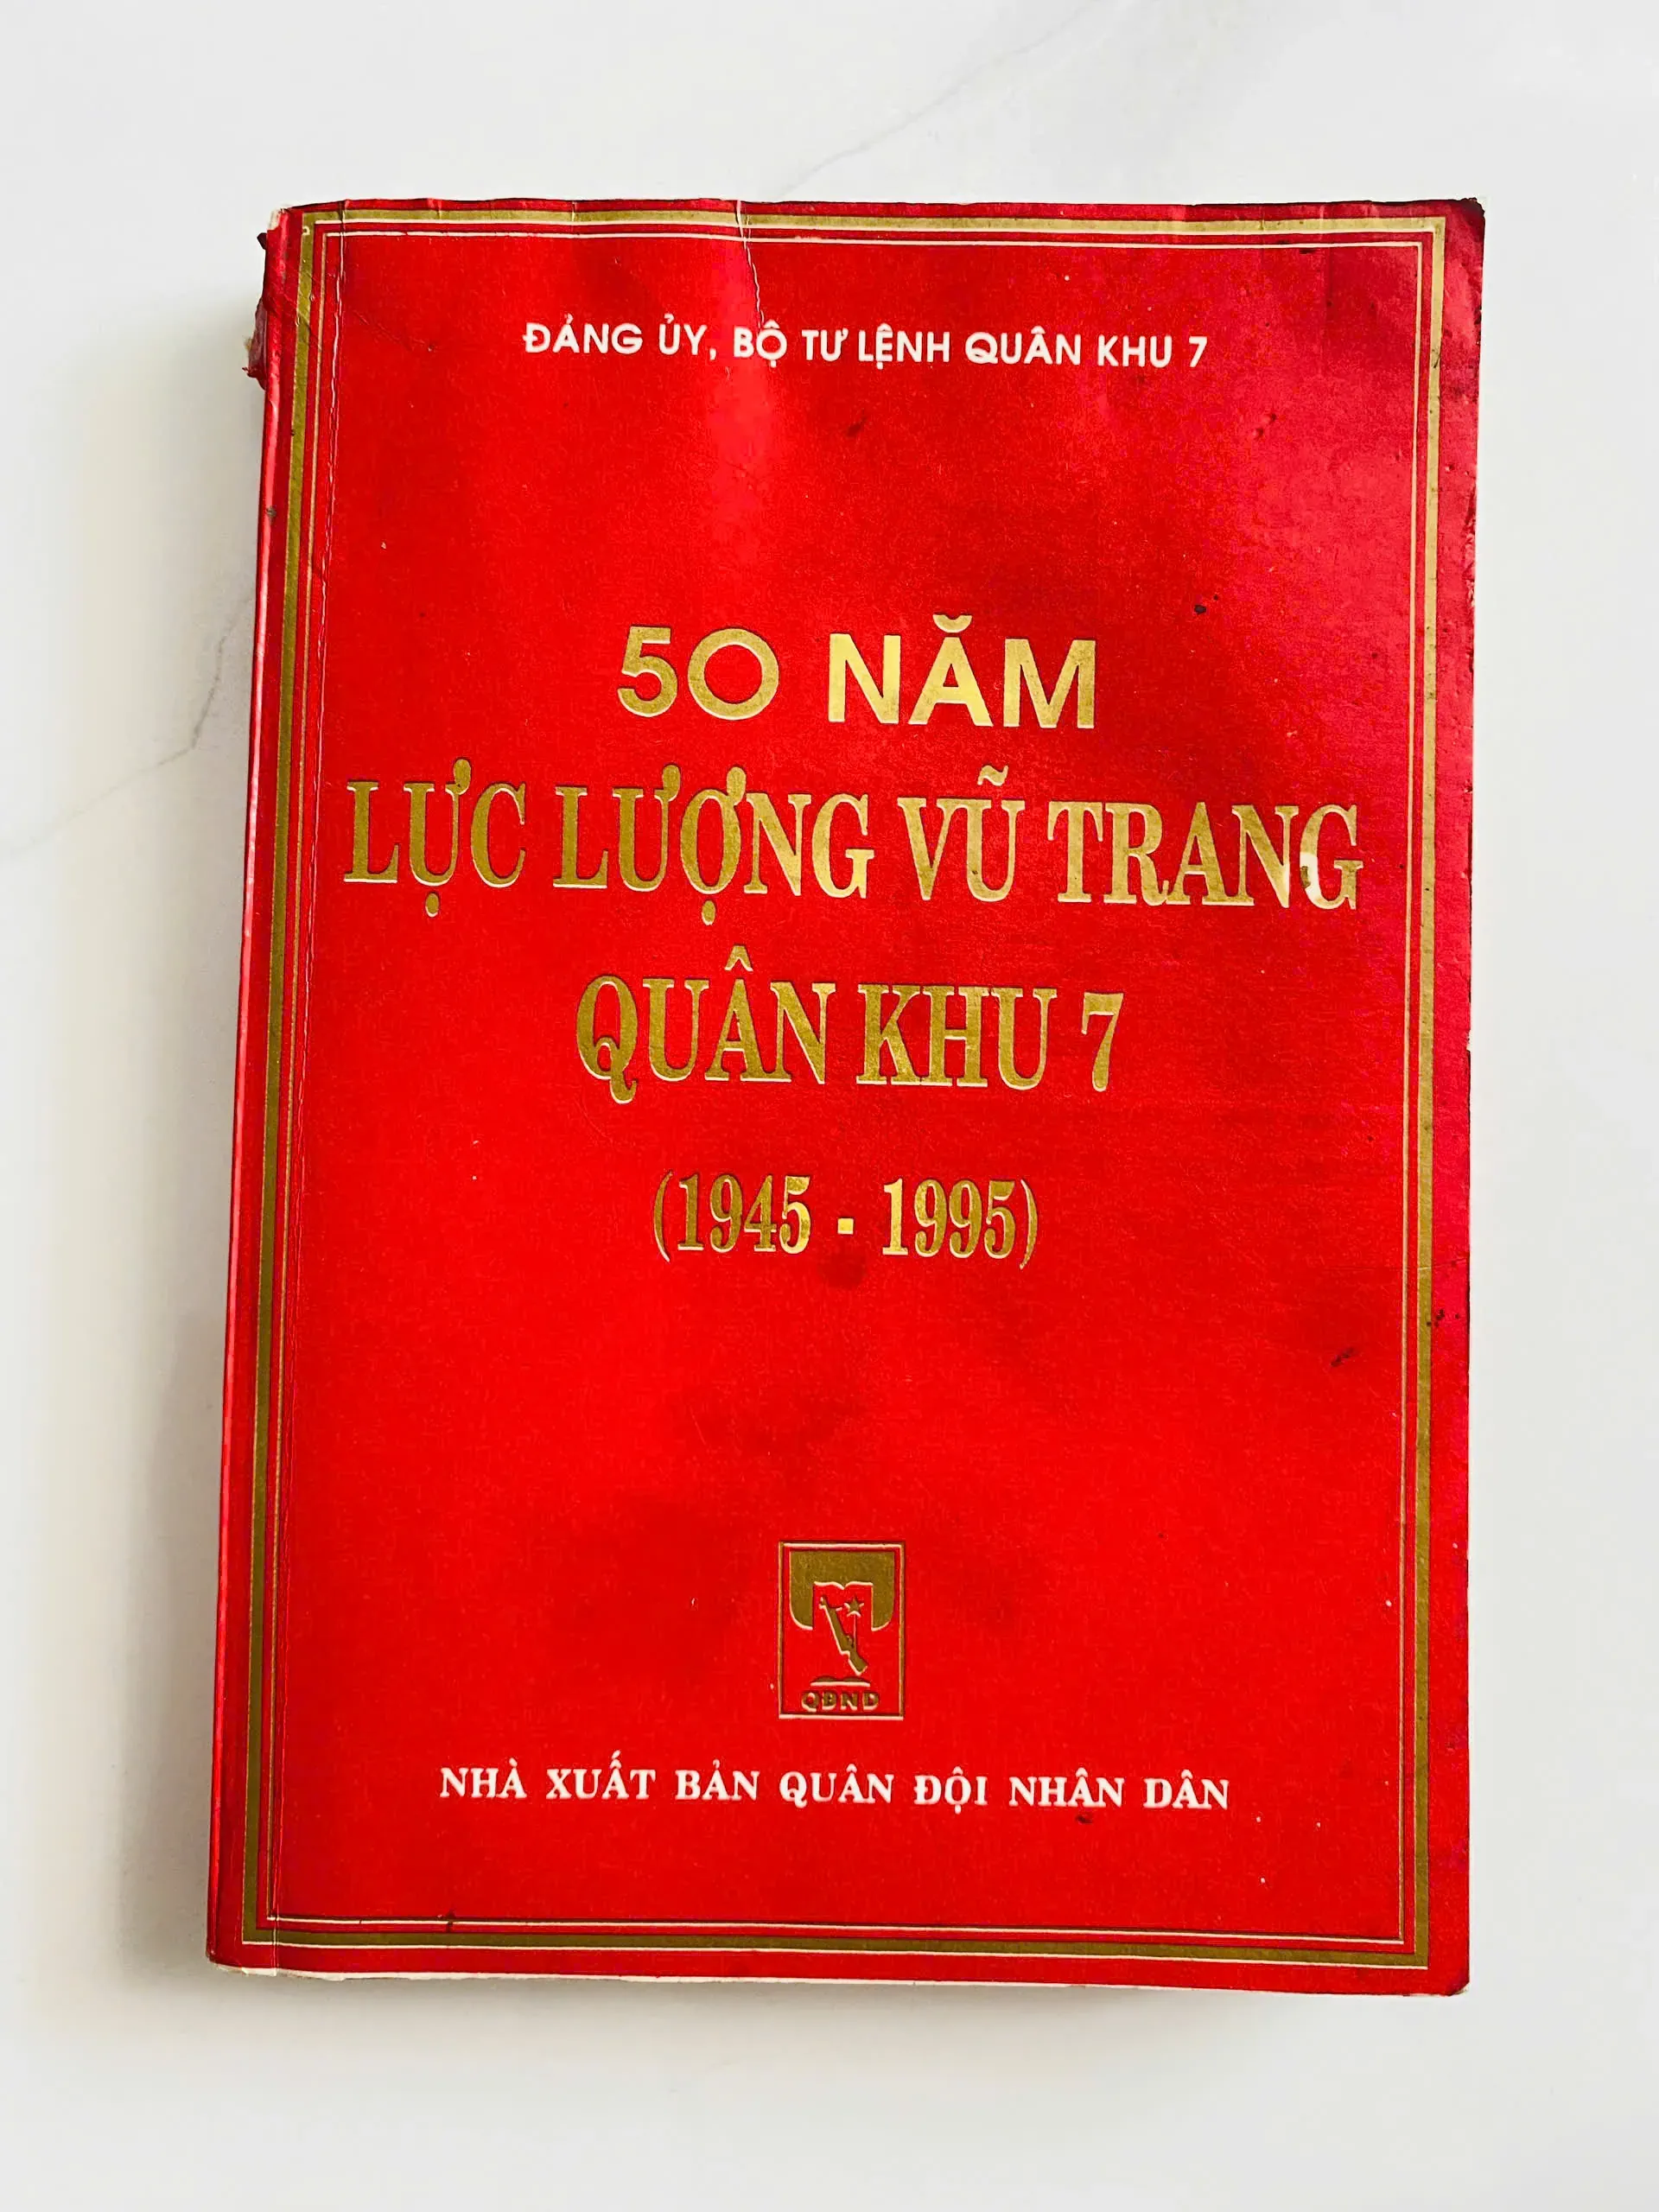 ĐẢNG ỦY, BỘ TƯ LỆNH QUÂN KHU 7
50 NĂM
LỰC LƯỢNG VŨ TRANG
QUÂN KHU 7
(1945 - 1995)
QĐND
NHÀ XUẤT BẢN QUÂN ĐỘI NHÂN DÂN